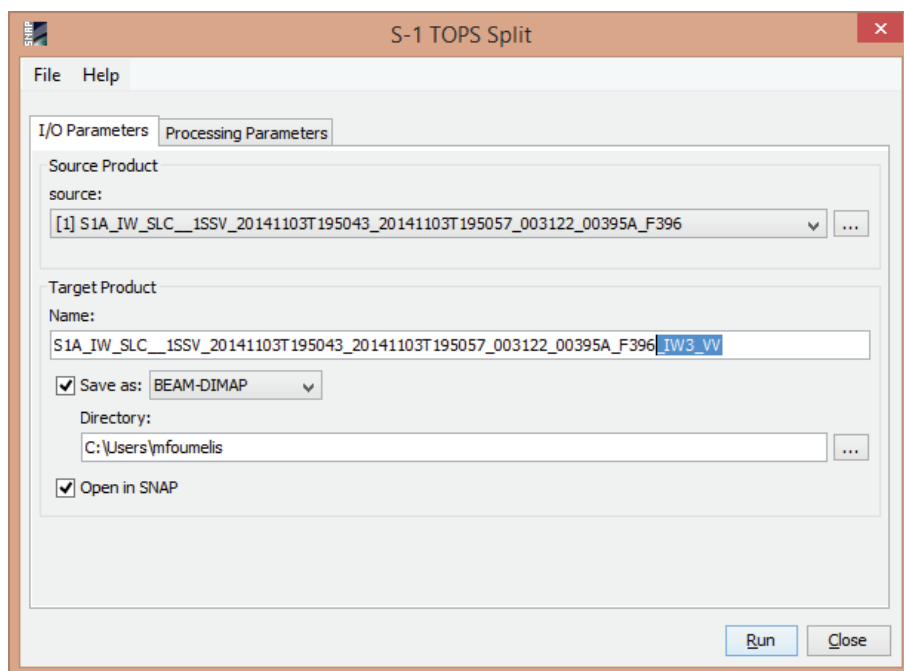 SNAP
S-1 TOPS Split
×
File Help
I/O Parameters Processing Parameters
Source Product
source:
[1] S1A_IW_SLC__1SSV_20141103T195043_20141103T195057_003122_00395A_F396 ...
Target Product
Name:
S1A_IW_SLC__1SSV_20141103T195043_20141103T195057_003122_00395A_F396_IW3_VV
Save as: BEAM-DIMAP
Directory:
C:\Users\mfoumelis ...
Open in SNAP
Run Close